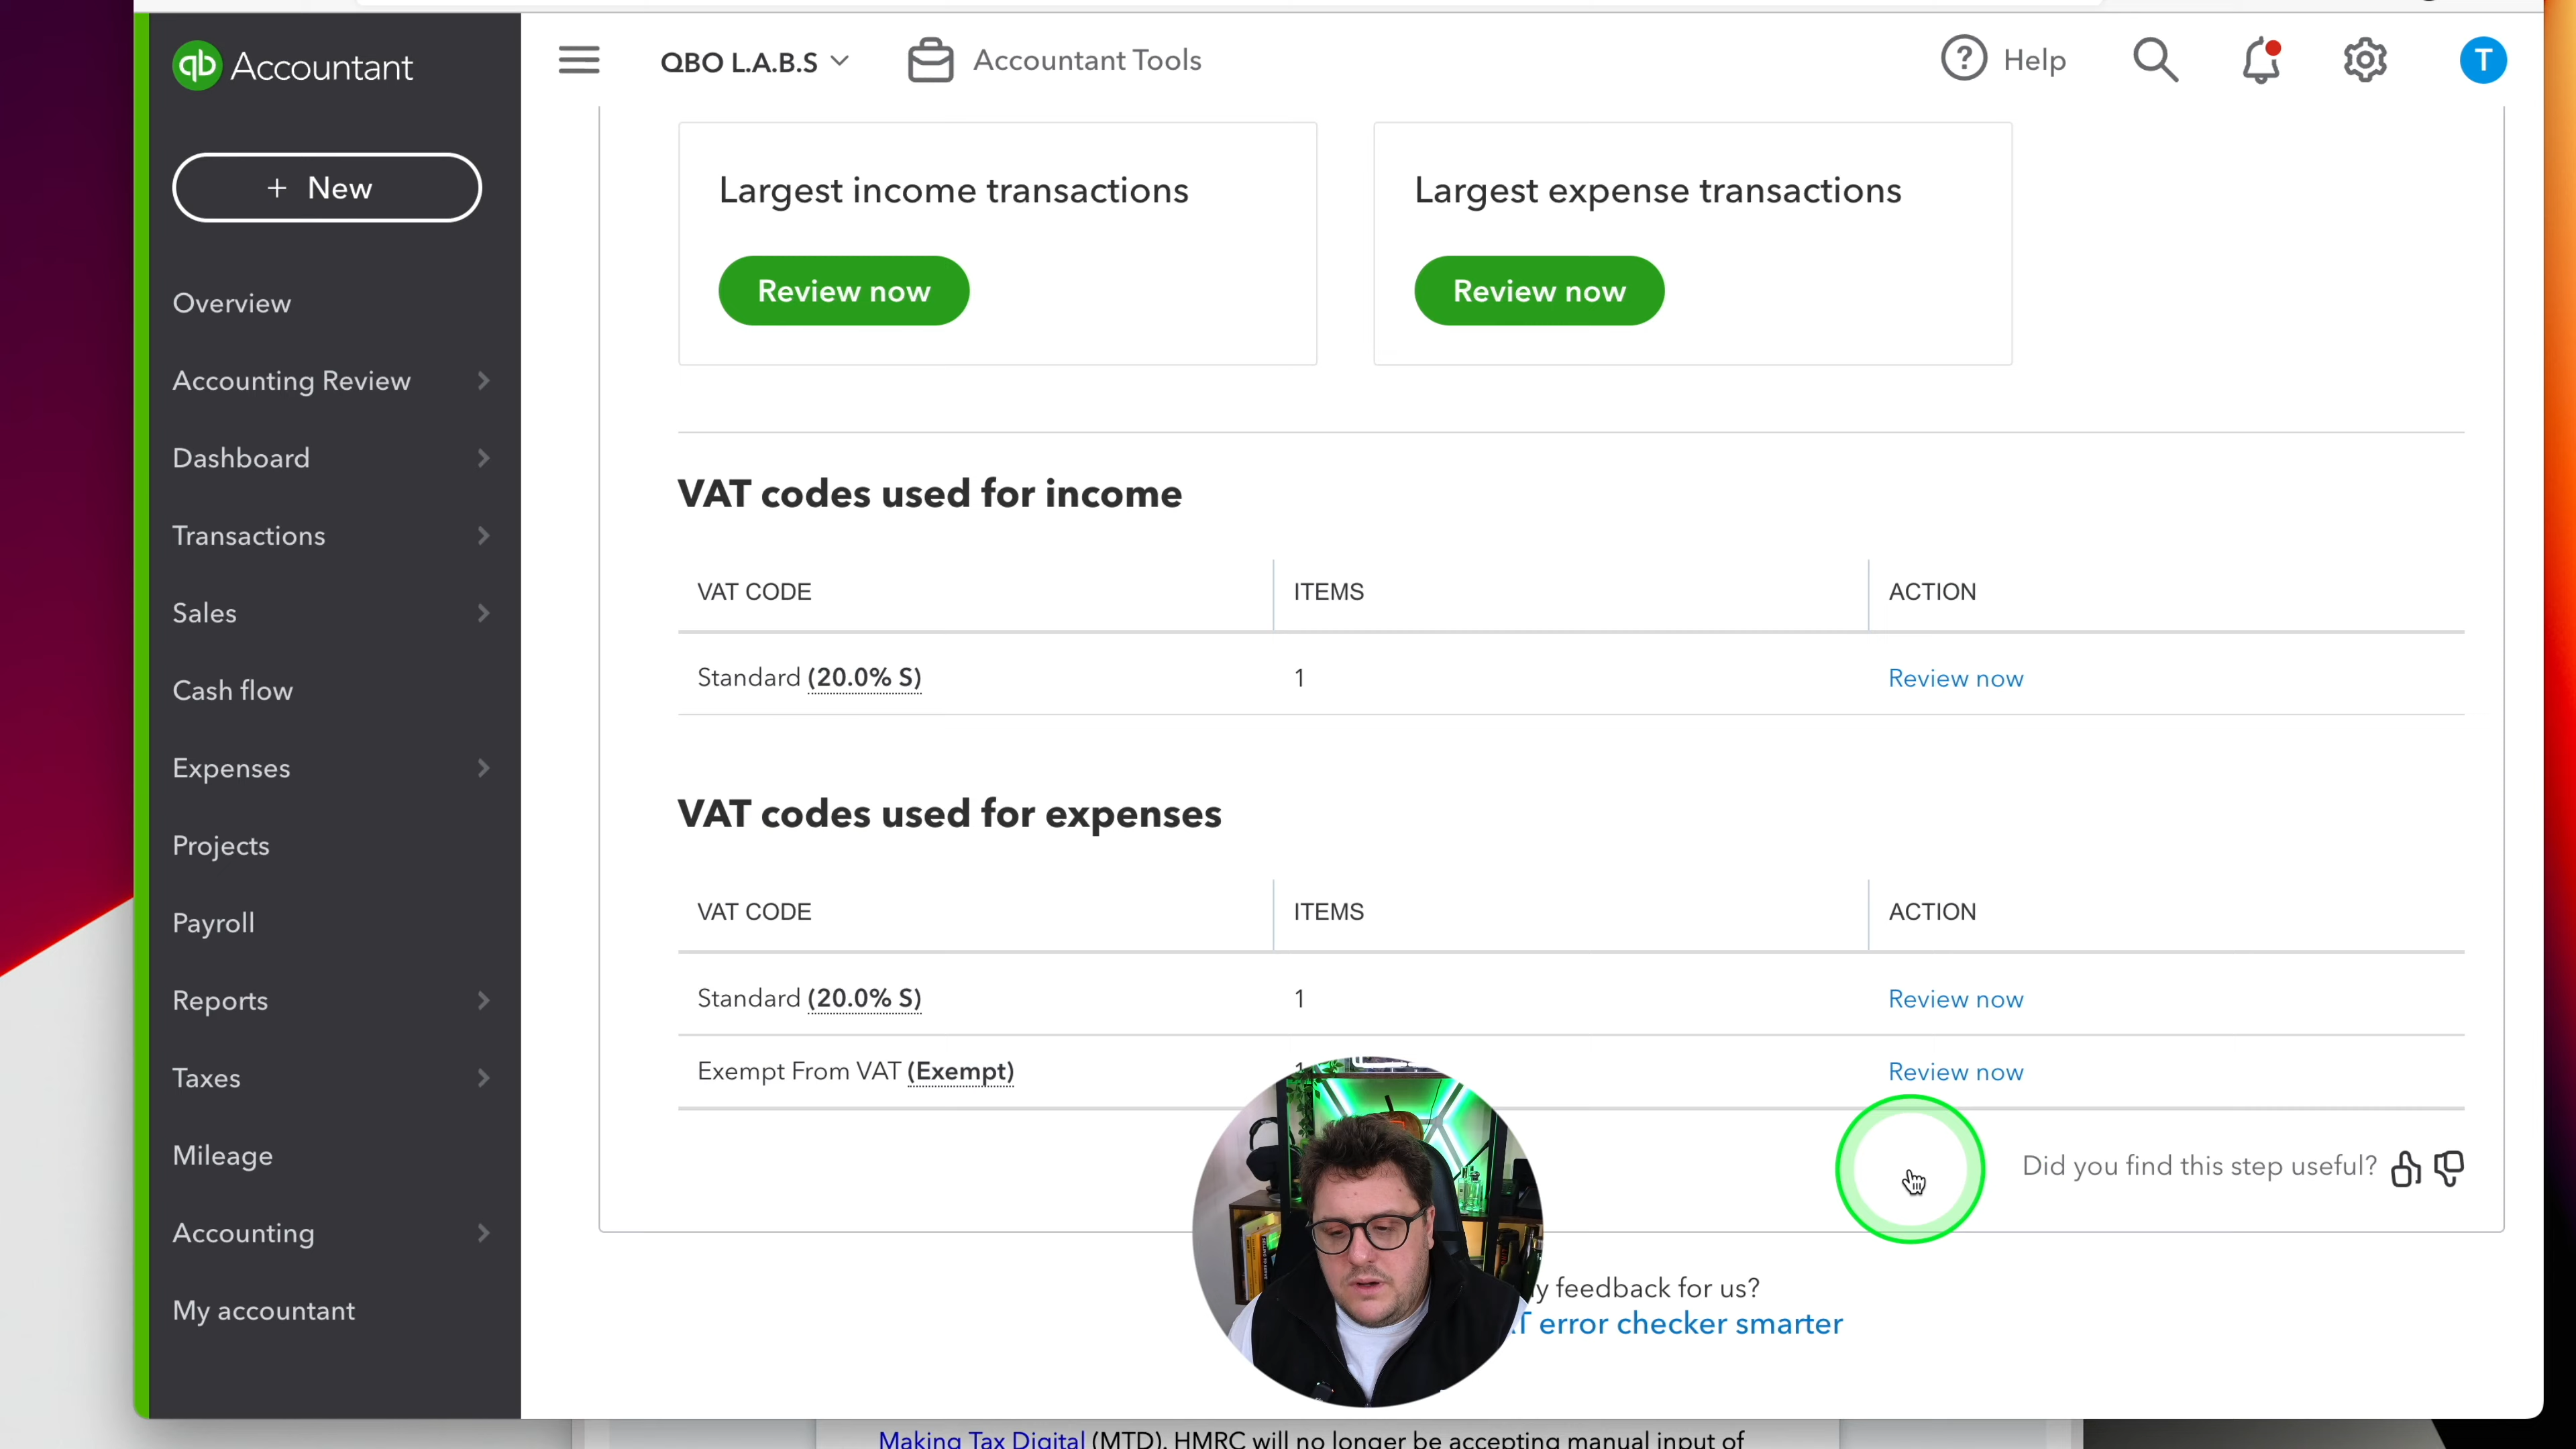 qb Accountant
QBO L.A.B.S
Accountant Tools
? Help
T
+ New
Overview
Accounting Review
Dashboard
Transactions
Sales
Cash flow
Expenses
Projects
Payroll
Reports
Taxes
Mileage
Accounting
My accountant
Largest income transactions
Review now
Largest expense transactions
Review now
VAT codes used for income
VAT CODE ITEMS ACTION
Standard (20.0% S) 1 Review now
VAT codes used for expenses
VAT CODE ITEMS ACTION
Standard (20.0% S) 1 Review now
Exempt From VAT (Exempt) Review now
Did you find this step useful?
feedback for us?
error checker smarter
Making Tax Digital (MTD). HMRC will no longer be accepting manual input of